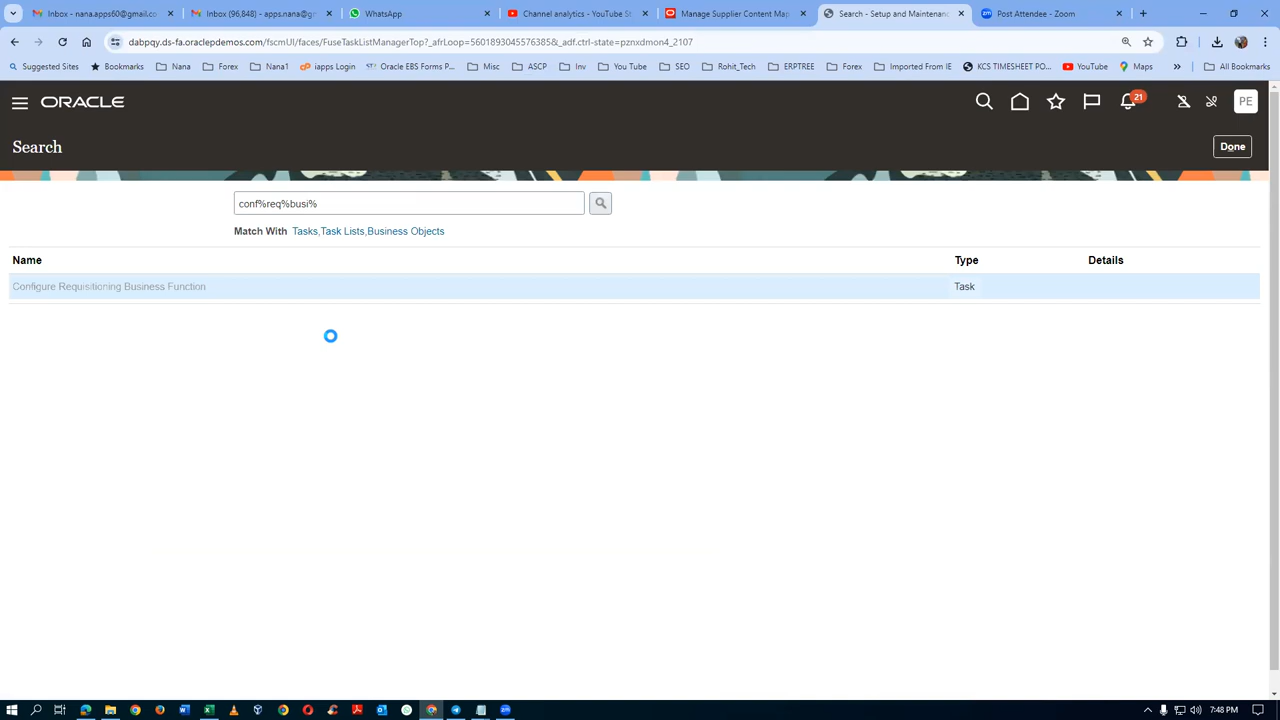 Inbox - nana.apps60@gmail.co
Inbox (96,848) - apps.nana@gr
WhatsApp
Channel analytics - YouTube St
Manage Supplier Content Map
Search - Setup and Maintenanc
Post Attendee - Zoom
dabpqy.ds-fa.oraclepdemos.com/fscmUI/faces/FuseTaskListManagerTop?_afrLoop=5601893045576385&_adf.ctrl-state=pznxdmon4_2107
Suggested Sites
Bookmarks
Nana
Forex
Nana1
iapps Login
Oracle EBS Forms P...
Misc
ASCP
Inv
You Tube
SEO
Rohit_Tech
ERPTREE
Forex
Imported From IE
KCS TIMESHEET PO...
YouTube
Maps
All Bookmarks
ORACLE
21
PE
Search
Done
conf%req%busi%
Match With Tasks,Task Lists,Business Objects
Name Type Details
Configure Requisitioning Business Function Task
7:48 PM